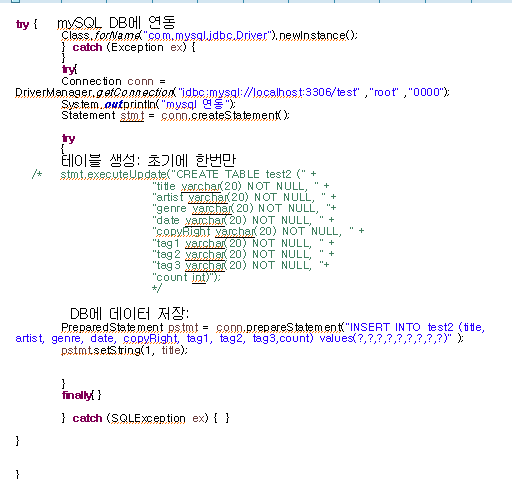 try {   mySQL DB에 연동
Class.forName("com.mysql.jdbc.Driver").newInstance();
} catch (Exception ex) {
}
try{
Connection conn =
DriverManager.getConnection("jdbc:mysql://localhost:3306/test" ,"root" ,"0000");
System.out.println("mysql 연동");
Statement stmt = conn.createStatement();
try
{
테이블 생성: 초기에 한번만
/* stmt.executeUpdate("CREATE TABLE test2 (" +
"title varchar(20) NOT NULL, " +
"artist varchar(20) NOT NULL, " +
"genre varchar(20) NOT NULL, "+
"date varchar(20) NOT NULL, " +
"copyRight varchar(20) NOT NULL, " +
"tag1 varchar(20) NOT NULL, " +
"tag2 varchar(20) NOT NULL, " +
"tag3 varchar(20) NOT NULL, "+
"count int)");
*/
DB에 데이터 저장:
PreparedStatement pstmt = conn.prepareStatement("INSERT INTO test2 (title,
artist, genre, date, copyRight, tag1, tag2, tag3,count) values(?,?,?,?,?,?,?,?,?)" );
pstmt.setString(1, title);
}
finally{ }
} catch (SQLException ex) { }
}
}